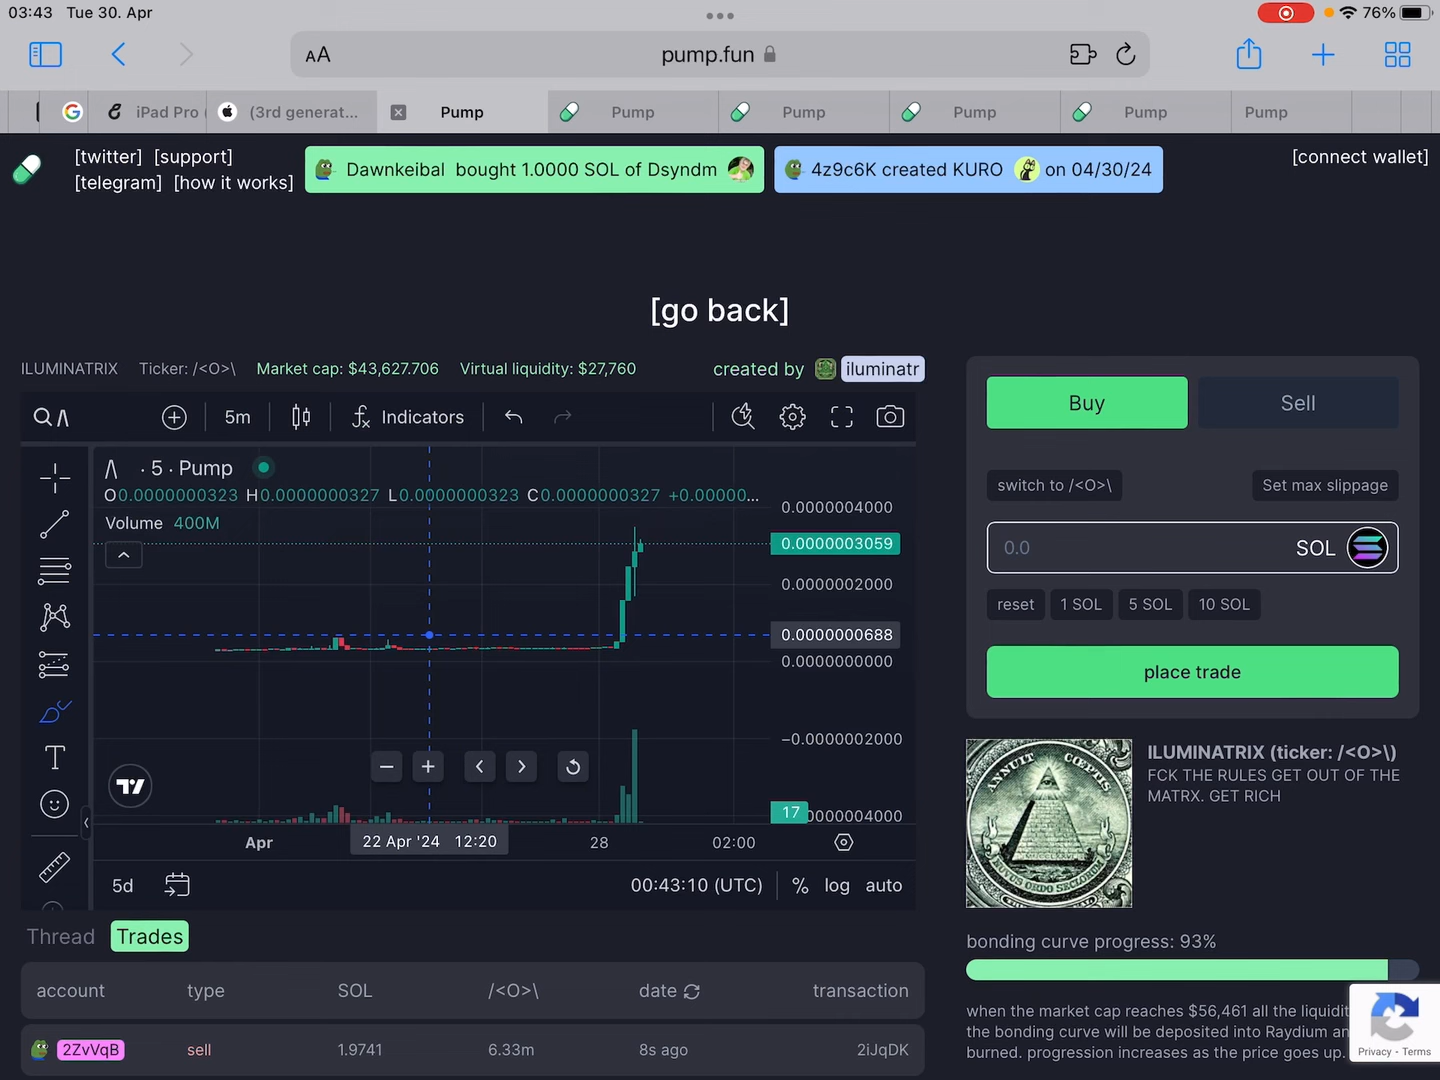 03:43 Tue 30. Apr
76%
AA
pump.fun
iPad Pro (
(3rd generat...
Pump
Pump
Pump
Pump
Pump
Pump
[twitter] [support]
[telegram] [how it works]
Dawnkeibal bought 1.0000 SOL of Dsyndm
4z9c6K created KURO on 04/30/24
[connect wallet]
[go back]
ILUMINATRIX Ticker: /<O>\ Market cap: $43,627.706 Virtual liquidity: $27,760
created by iluminatr
/\
5m
Indicators
/\ · 5 · Pump
O0.0000000323 H0.0000000327 L0.0000000323 C0.0000000327 +0.00000...
Volume 400M
0.0000004000
0.0000003059
0.0000002000
0.0000000688
0.0000000000
−0.0000002000
17
0000004000
Apr
22 Apr '24 12:20
28
02:00
5d
00:43:10 (UTC)
% log auto
Buy
Sell
switch to /<O>\
Set max slippage
0.0
SOL
reset
1 SOL
5 SOL
10 SOL
place trade
ANNUIT CŒPTIS
ILUMINATRIX (ticker: /<O>\)
FCK THE RULES GET OUT OF THE
MATRX. GET RICH
bonding curve progress: 93%
when the market cap reaches $56,461 all the liquidit
the bonding curve will be deposited into Raydium an
burned. progression increases as the price goes up.
Privacy - Terms
Thread
Trades
account type SOL /<O>\ date transaction
2ZvVqB sell 1.9741 6.33m 8s ago 2iJqDK